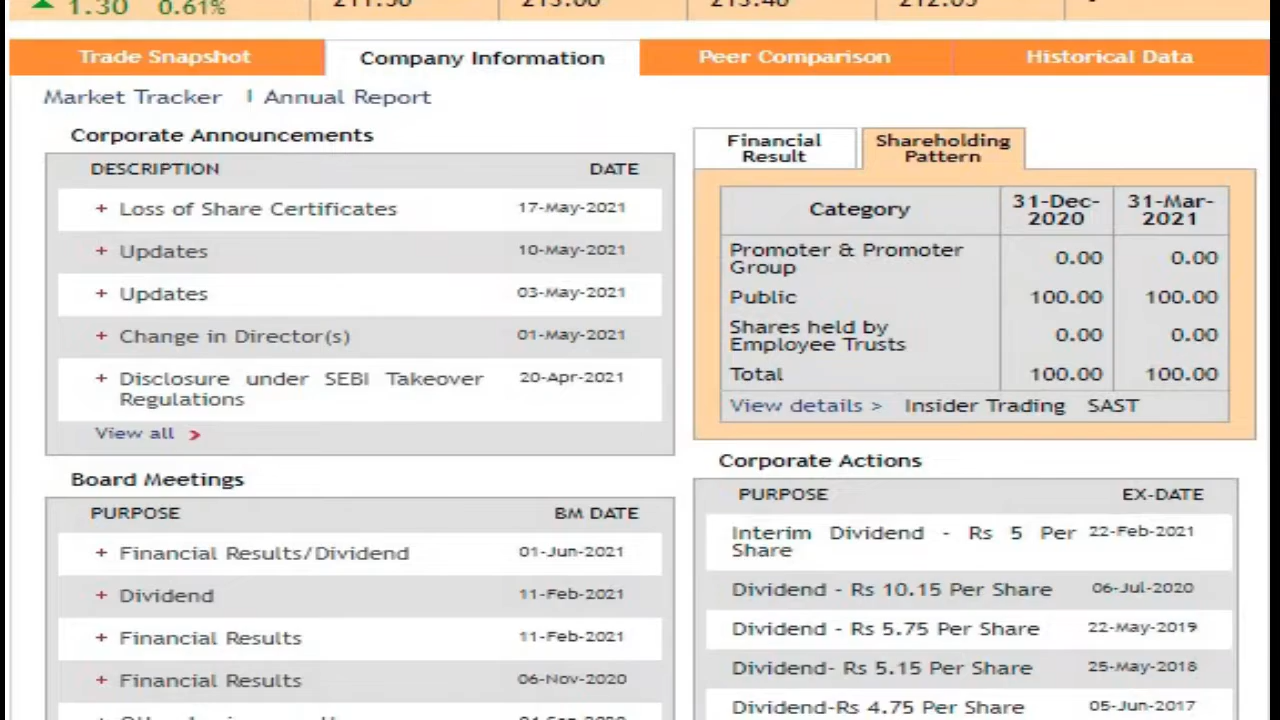 1.30 0.61% 211.50 213.00 213.40 212.05 -
Trade Snapshot Company Information Peer Comparison Historical Data
Market Tracker | Annual Report
Corporate Announcements
DESCRIPTION DATE
+ Loss of Share Certificates 17-May-2021
+ Updates 10-May-2021
+ Updates 03-May-2021
+ Change in Director(s) 01-May-2021
+ Disclosure under SEBI Takeover 20-Apr-2021
Regulations
View all >
Board Meetings
PURPOSE BM DATE
+ Financial Results/Dividend 01-Jun-2021
+ Dividend 11-Feb-2021
+ Financial Results 11-Feb-2021
+ Financial Results 06-Nov-2020
Financial
Result
Shareholding
Pattern
Category 31-Dec-2020 31-Mar-2021
Promoter & Promoter
Group 0.00 0.00
Public 100.00 100.00
Shares held by
Employee Trusts 0.00 0.00
Total 100.00 100.00
View details > Insider Trading SAST
Corporate Actions
PURPOSE EX-DATE
Interim Dividend - Rs 5 Per 22-Feb-2021
Share
Dividend - Rs 10.15 Per Share 06-Jul-2020
Dividend - Rs 5.75 Per Share 22-May-2019
Dividend- Rs 5.15 Per Share 25-May-2018
Dividend-Rs 4.75 Per Share 05-Jun-2017